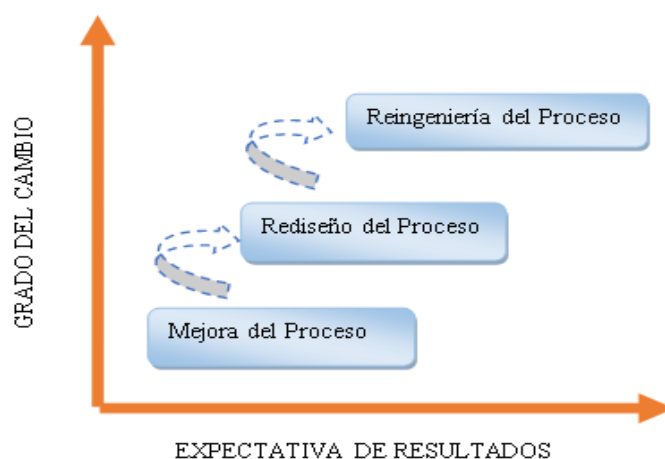 GRADO DEL CAMBIO
Reingeniería del Proceso
Rediseño del Proceso
Mejora del Proceso
EXPECTATIVA DE RESULTADOS